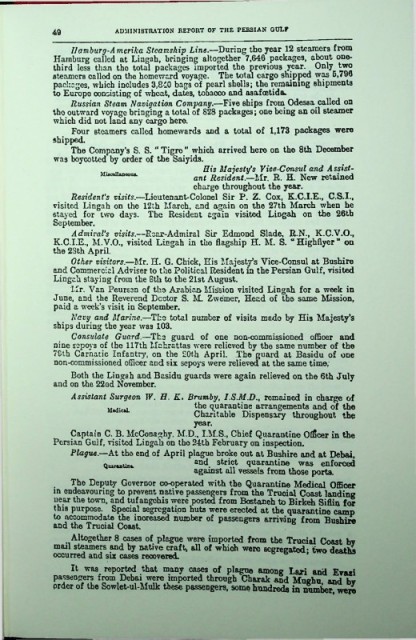 49
ADMINISTRATION REPORT OF THE PERSIAN GULF
Hamburg-Amerika Steamship Line.—During the year 12 steamers from
Hamburg called at Lingah, bringing altogether 7,646 packages, about one-
third less than the total packages imported the previous year. Only two
steamers called on the homeward voyage. The total cargo shipped was 5,796
packages, which includes 3,850 bags of pearl shells; the remaining shipments
to Europe consisting of wheat, dates, tobacco and asafœtida.
Russian Steam Navigation Company.—Five ships from Odessa called on
the outward voyage bringing a total of 828 packages; one being an oil steamer
which did not land any cargo here.
Four steamers called homewards and a total of 1,173 packages were
shipped.
The Company's S. S. "Tigre" which arrived here on the 8th December
was boycotted by order of the Saiyids.
Miscellaneous.
His Majesty's Vice-Consul and Assist-
ant Resident.—Mr. R. H. New retained
charge throughout the year.
Resident's visits.—Lieutenant-Colonel Sir P. Z. Cox, K.C.I.E., C.S.I.,
visited Lingah on the 12th March, and again on the 27th March when he
stayed for two days. The Resident again visited Lingah on the 26th
September.
Admiral's visits.—Rear-Admiral Sir Edmond Slade, R.N., K.C.V.O.,
K.C.I.E., M.V.O., visited Lingah in the flagship H. M. S. "Highflyer" on
the 29th April.
Other visitors.—Mr. H. G. Chick, His Majesty's Vice-Consul at Bushire
and Commercial Adviser to the Political Resident in the Persian Gulf, visited
Lingah staying from the 8th to the 21st August.
Mr. Van Peursen of the Arabian Mission visited Lingah for a week in
June, and the Reverend Doctor S. M. Zwemer, Head of the same Mission,
paid a week's visit in September.
Navy and Marine.—The total number of visits made by His Majesty's
ships during the year was 103.
Consulate Guard.—The guard of one non-commissioned officer and
nine sepoys of the 117th Mahrattas were relieved by the same number of the
79th Carnatic Infantry, on the 20th April. The guard at Basidu of one
non-commissioned officer and six sepoys were relieved at the same time.
Both the Lingah and Basidu guards were again relieved on the 6th July
and on the 22nd November.
Assistant Surgeon W. H. K. Brumby, I.S.M.D., remained in charge of
Medical.
the quarantine arrangements and of the
Charitable Dispensary throughout the
year.
Captain C. B. McConaghy, M.D., I.M.S., Chief Quarantine Officer in the
Persian Gulf, visited Lingah on the 24th February on inspection.
Plague.—At the end of April plague broke out at Bushire and at Debai,
Quarantine.
and strict quarantine was enforced
against all vessels from those ports.
The Deputy Governor co-operated with the Quarantine Medical Officer
in endeavouring to prevent native passengers from the Trucial Coast landing
near the town, and tufangchis were posted from Bostaneh to Birkeh Siflin for
this purpose. Special segregation huts were erected at the quarantine camp
to accommodate the increased number of passengers arriving from Bushire
and the Trucial Coast.
Altogether 8 cases of plague were imported from the Trucial Coast by
mail steamers and by native craft, all of which were segregated; two deaths
occurred and six cases recovered.
It was reported that many cases of plague among Lari and Evazi
passengers from Debai were imported through Charak and Moghu, and by
order of the Sowlet-ul-Mulk these passengers, some hundreds in number, were